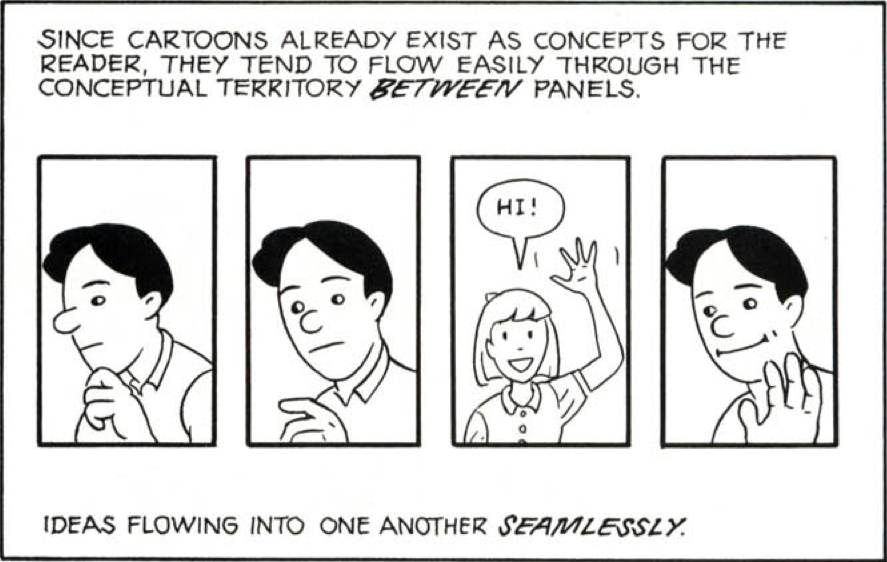 SINCE CARTOONS ALREADY EXIST AS CONCEPTS FOR THE
READER, THEY TEND TO FLOW EASILY THROUGH THE
CONCEPTUAL TERRITORY BETWEEN PANELS.
HI!
IDEAS FLOWING INTO ONE ANOTHER SEAMLESSLY.